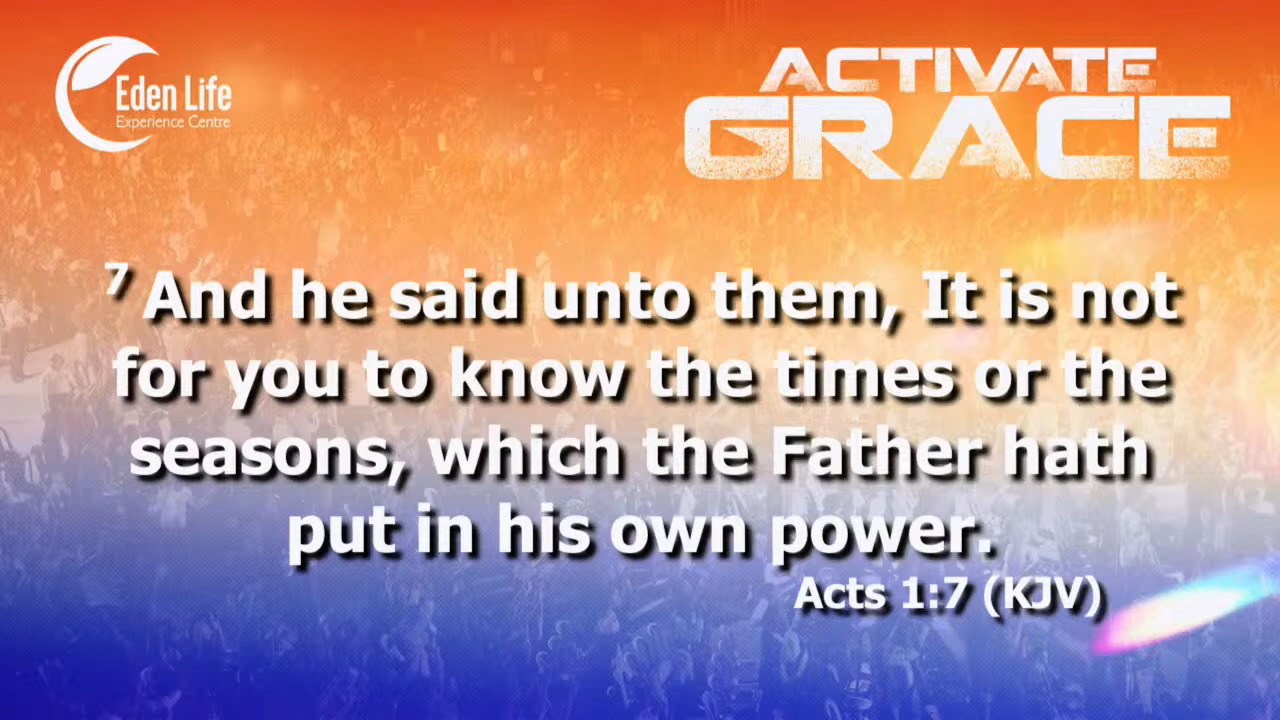 Eden Life
Experience Centre
ACTIVATE
GRACE
7 And he said unto them, It is not
for you to know the times or the
seasons, which the Father hath
put in his own power.
Acts 1:7 (KJV)